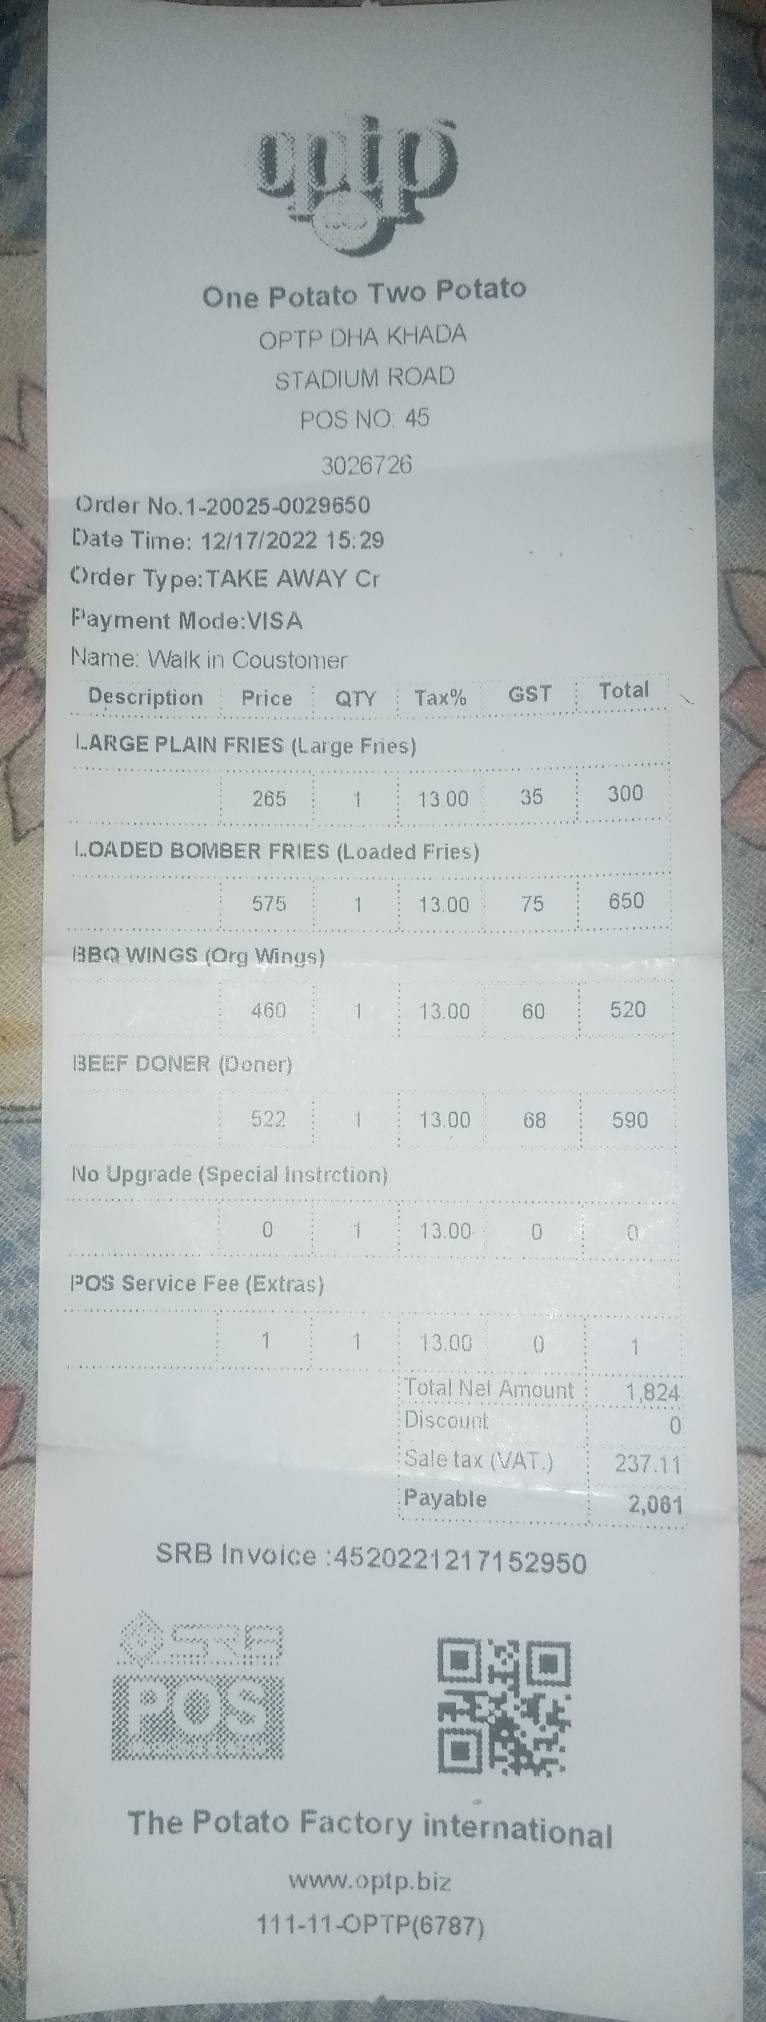 optp
One Potato Two Potato
OPTP DHA KHADA
STADIUM ROAD
POS NO: 45
3026726
Order No.1-20025-0029650
Date Time: 12/17/2022 15:29
Order Type:TAKE AWAY Cr
Payment Mode:VISA
Name: Walk in Coustomer
Description Price QTY Tax% GST Total
LARGE PLAIN FRIES (Large Fries)
265 1 13.00 35 300
LOADED BOMBER FRIES (Loaded Fries)
575 1 13.00 75 650
BBQ WINGS (Org Wings)
460 1 13.00 60 520
BEEF DONER (Doner)
522 1 13.00 68 590
No Upgrade (Special Instrction)
0 1 13.00 0 0
POS Service Fee (Extras)
1 1 13.00 0 1
Total Net Amount 1,824
Discount 0
Sale tax (VAT.) 237.11
Payable 2,061
SRB Invoice :4520221217152950
SRB
POS
The Potato Factory international
www.optp.biz
111-11-OPTP(6787)